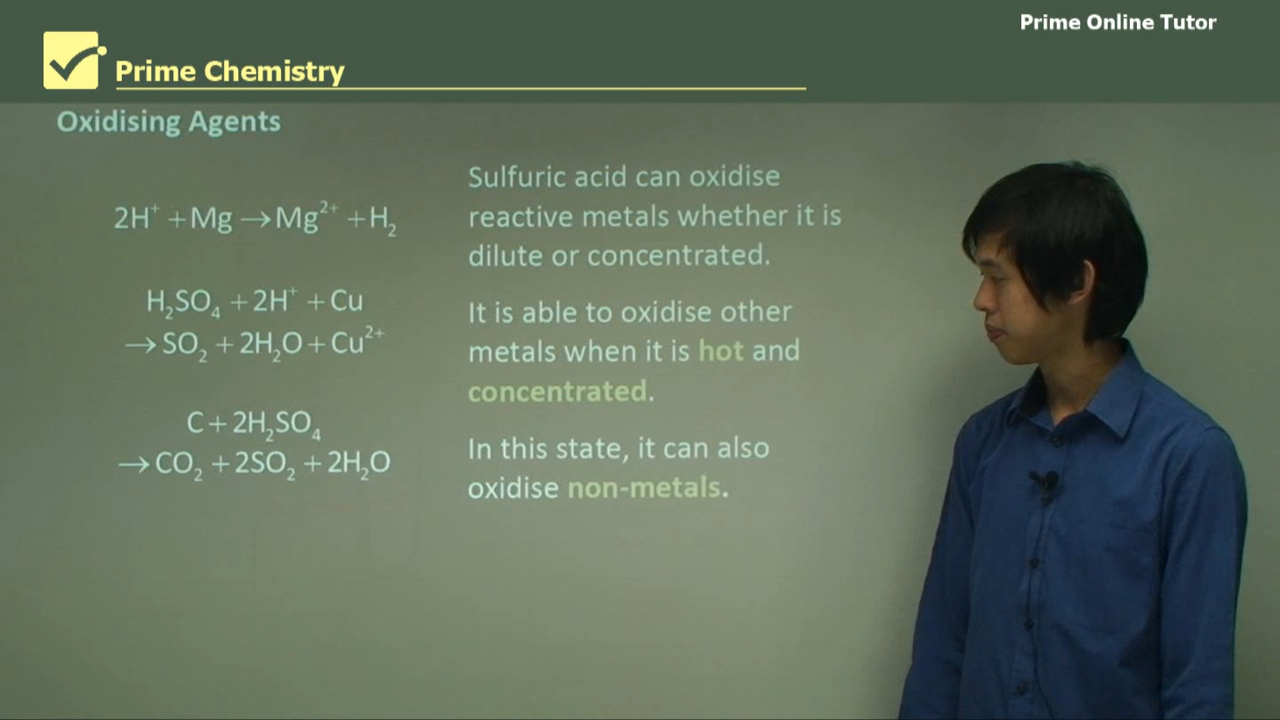 Prime Online Tutor
Prime Chemistry
Oxidising Agents
2H⁺ + Mg → Mg²⁺ + H₂
Sulfuric acid can oxidise
reactive metals whether it is
dilute or concentrated.
H₂SO₄ + 2H⁺ + Cu
→ SO₂ + 2H₂O + Cu²⁺
It is able to oxidise other
metals when it is hot and
concentrated.
C + 2H₂SO₄
→ CO₂ + 2SO₂ + 2H₂O
In this state, it can also
oxidise non-metals.